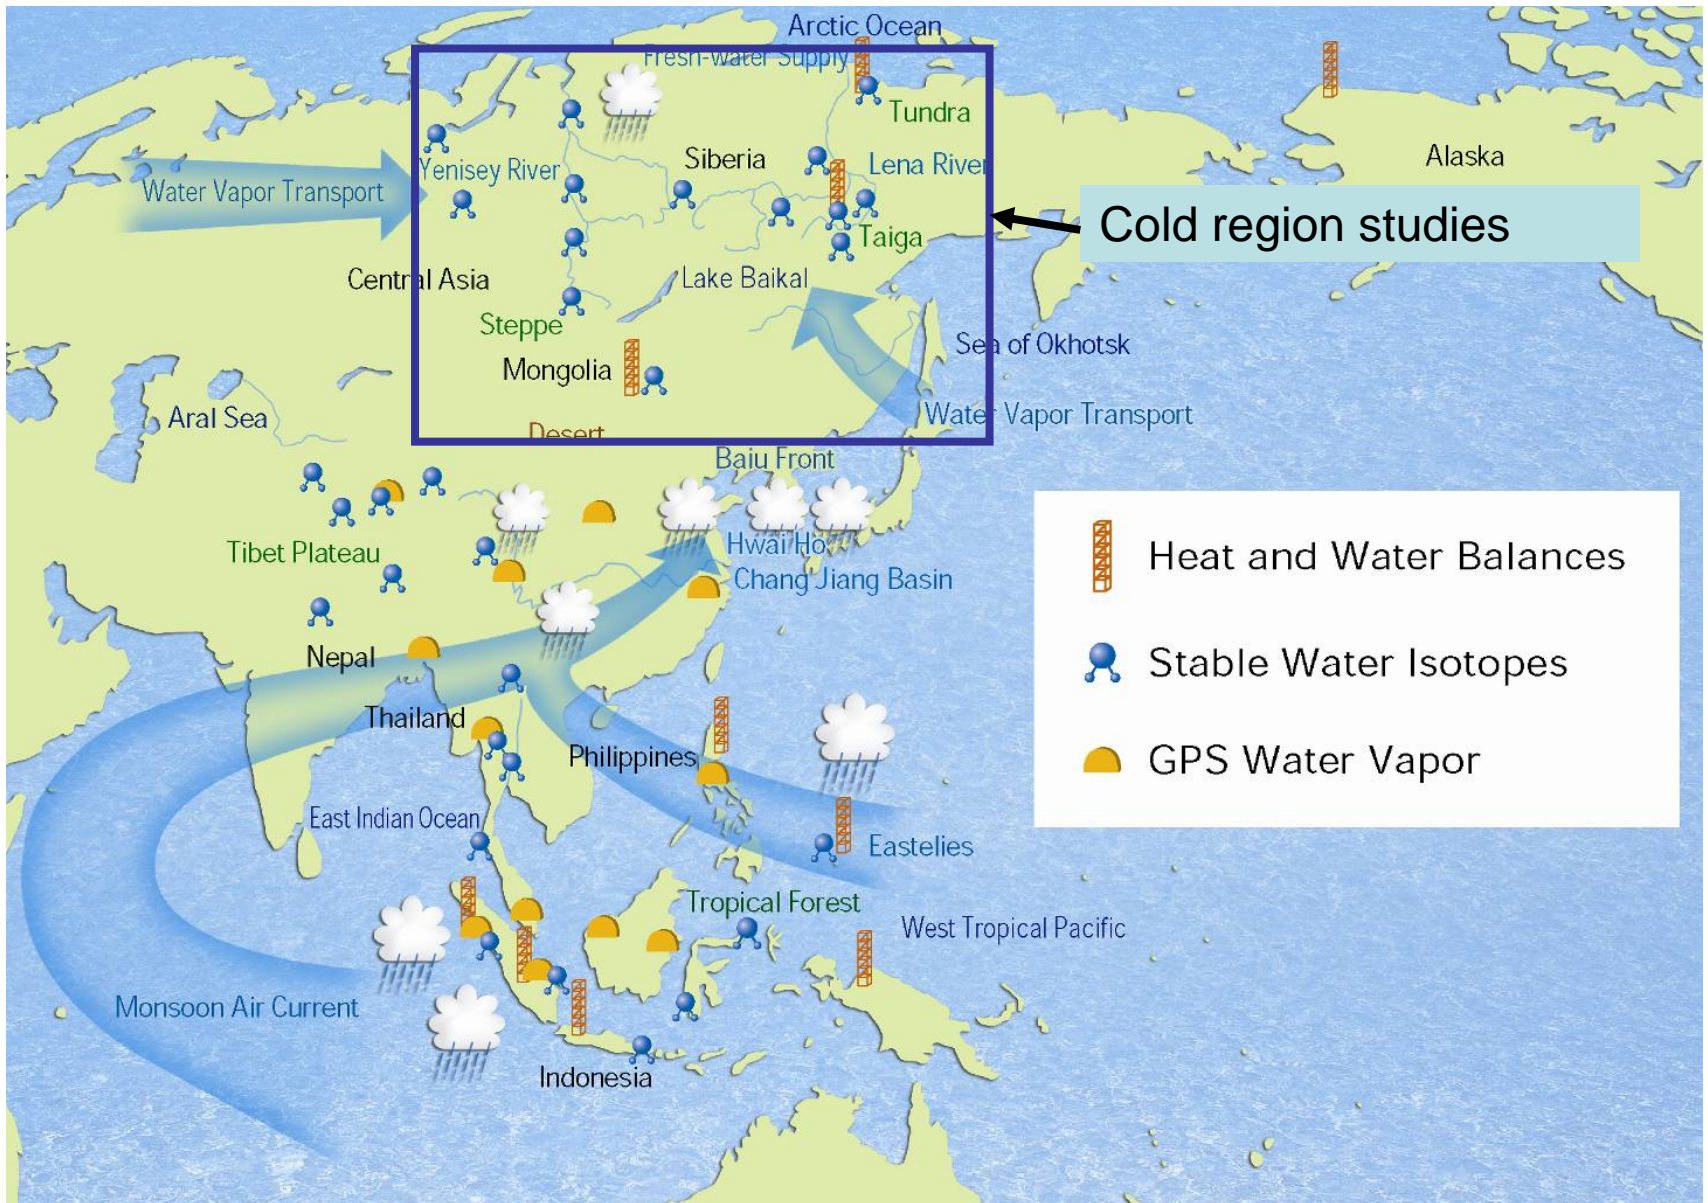 Arctic Ocean
Fresh-water Supply
Tundra
Siberia
Lena River
Yenisey River
Alaska
Water Vapor Transport
Cold region studies
Taiga
Central Asia
Lake Baikal
Steppe
Sea of Okhotsk
Mongolia
Aral Sea
Water Vapor Transport
Desert
Baiu Front
Tibet Plateau
Hwai Ho
Chang Jiang Basin
Heat and Water Balances
Stable Water Isotopes
GPS Water Vapor
Nepal
Thailand
Philippines
East Indian Ocean
Eastelies
Tropical Forest
West Tropical Pacific
Monsoon Air Current
Indonesia